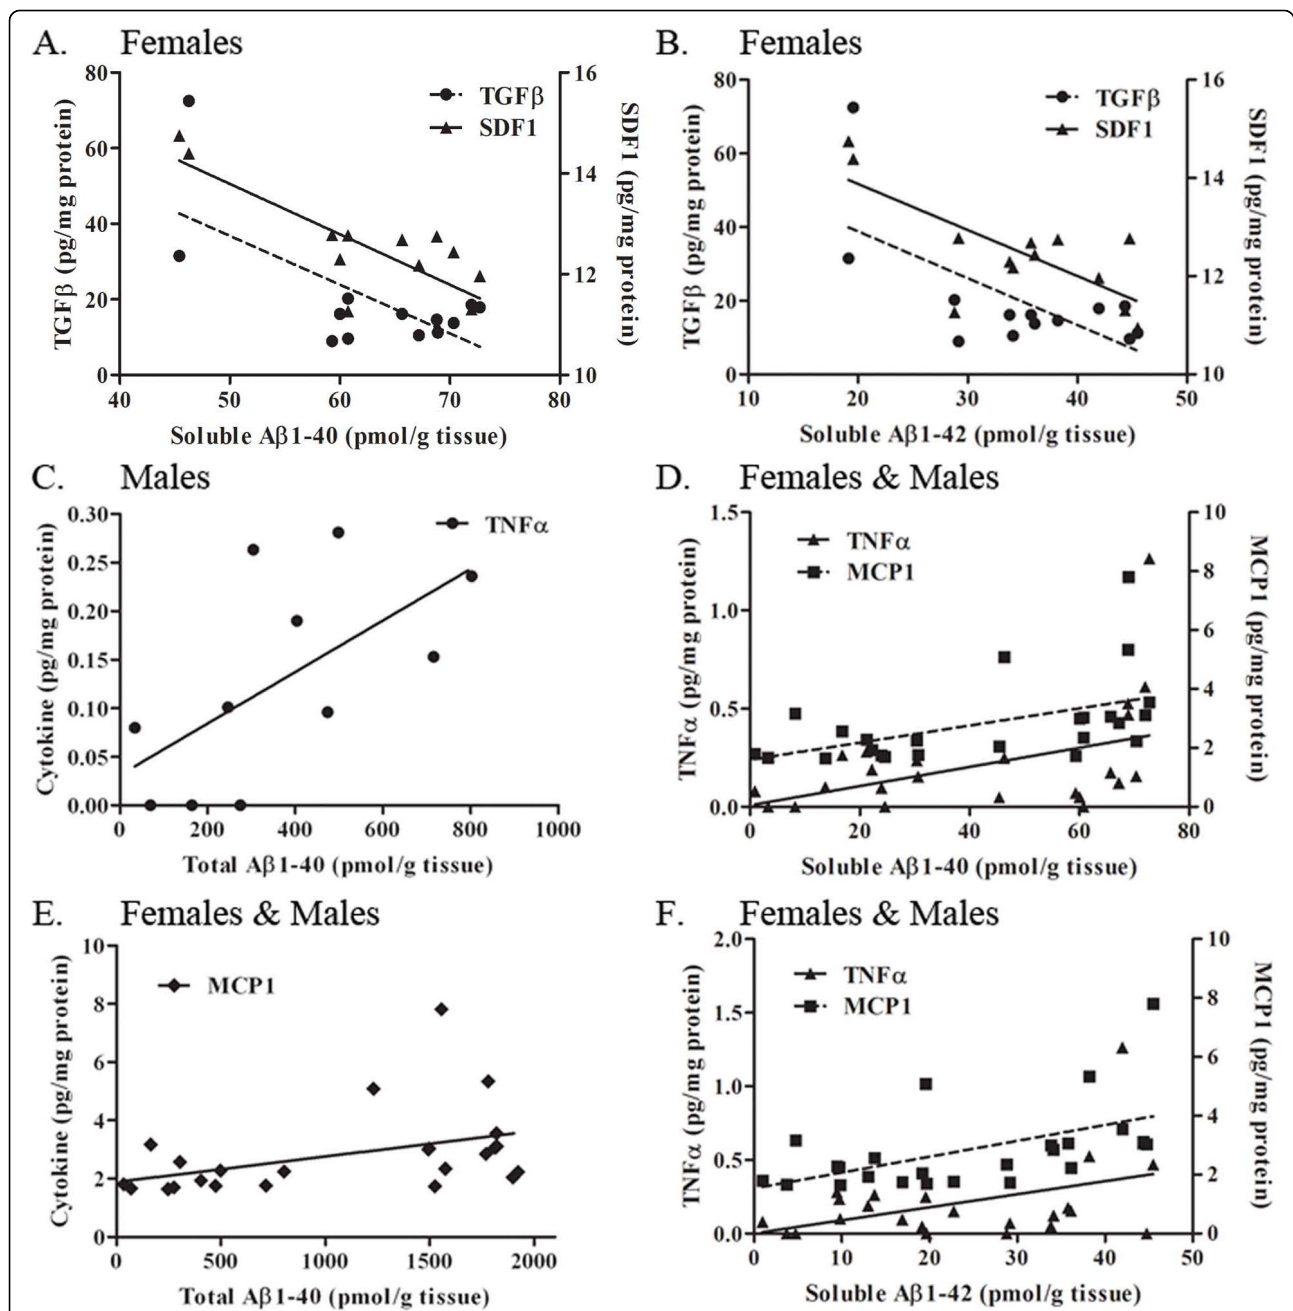 A. Females
TGFβ
SDF1
TGFβ (pg/mg protein)
80
60
40
20
0
SDF1 (pg/mg protein)
16
14
12
10
40 50 60 70 80
Soluble Aβ1-40 (pmol/g tissue)
B. Females
TGFβ
SDF1
TGFβ (pg/mg protein)
80
60
40
20
0
SDF1 (pg/mg protein)
16
14
12
10
10 20 30 40 50
Soluble Aβ1-42 (pmol/g tissue)
C. Males
TNFα
Cytokine (pg/mg protein)
0.30
0.25
0.20
0.15
0.10
0.05
0.00
0 200 400 600 800 1000
Total Aβ1-40 (pmol/g tissue)
D. Females & Males
TNFα
MCP1
TNFα (pg/mg protein)
1.5
1.0
0.5
0.0
MCP1 (pg/mg protein)
10
8
6
4
2
0
0 20 40 60 80
Soluble Aβ1-40 (pmol/g tissue)
E. Females & Males
MCP1
Cytokine (pg/mg protein)
10
8
6
4
2
0
0 500 1000 1500 2000
Total Aβ1-40 (pmol/g tissue)
F. Females & Males
TNFα
MCP1
TNFα (pg/mg protein)
2.0
1.5
1.0
0.5
0.0
MCP1 (pg/mg protein)
10
8
6
4
2
0
0 10 20 30 40 50
Soluble Aβ1-42 (pmol/g tissue)